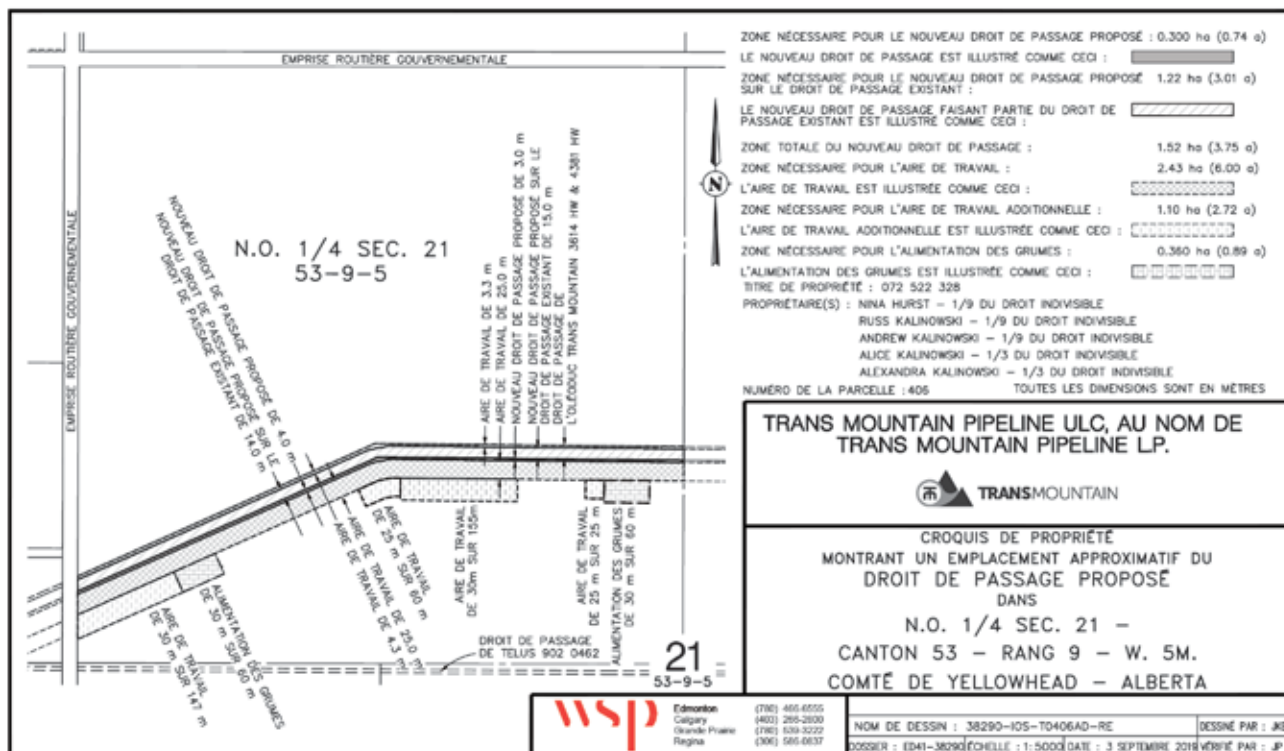 EMPRISE ROUTIÈRE GOUVERNEMENTALE
EMPRISE ROUTIÈRE GOUVERNEMENTALE
N.O. 1/4 SEC. 21
53-9-5
NOUVEAU DROIT DE PASSAGE PROPOSÉ DE 4.0 m
NOUVEAU DROIT DE PASSAGE PROPOSÉ SUR LE
DROIT DE PASSAGE EXISTANT DE 14.0 m
AIRE DE TRAVAIL DE 3.3 m
AIRE DE TRAVAIL DE 25.0 m
NOUVEAU DROIT DE PASSAGE PROPOSÉ DE 3.0 m
NOUVEAU DROIT DE PASSAGE PROPOSÉ SUR LE
DROIT DE PASSAGE EXISTANT DE 15.0 m
DROIT DE PASSAGE DE
L'OLÉODUC TRANS MOUNTAIN 3614 HW & 4381 HW
N
AIRE DE TRAVAIL
DE 25 m SUR 60 m
AIRE DE TRAVAIL DE 25.0 m
AIRE DE TRAVAIL DE 4.3 m
AIRE DE TRAVAIL
DE 30m SUR 155m
AIRE DE TRAVAIL
DE 25 m SUR 25 m
ALIMENTATION DES GRUMES
DE 30 m SUR 60 m
ALIMENTATION DES GRUMES
DE 30 m SUR 60 m
AIRE DE TRAVAIL
DE 30 m SUR 147 m
DROIT DE PASSAGE
DE TELUS 902 0462
21
53-9-5
ZONE NÉCESSAIRE POUR LE NOUVEAU DROIT DE PASSAGE PROPOSÉ : 0.300 ha (0.74 a)
LE NOUVEAU DROIT DE PASSAGE EST ILLUSTRÉ COMME CECI :
ZONE NÉCESSAIRE POUR LE NOUVEAU DROIT DE PASSAGE PROPOSÉ 1.22 ha (3.01 a)
SUR LE DROIT DE PASSAGE EXISTANT :
LE NOUVEAU DROIT DE PASSAGE FAISANT PARTIE DU DROIT DE
PASSAGE EXISTANT EST ILLUSTRÉ COMME CECI :
ZONE TOTALE DU NOUVEAU DROIT DE PASSAGE : 1.52 ha (3.75 a)
ZONE NÉCESSAIRE POUR L'AIRE DE TRAVAIL : 2.43 ha (6.00 a)
L'AIRE DE TRAVAIL EST ILLUSTRÉE COMME CECI :
ZONE NÉCESSAIRE POUR L'AIRE DE TRAVAIL ADDITIONNELLE : 1.10 ha (2.72 a)
L'AIRE DE TRAVAIL ADDITIONNELLE EST ILLUSTRÉE COMME CECI :
ZONE NÉCESSAIRE POUR L'ALIMENTATION DES GRUMES : 0.360 ha (0.89 a)
L'ALIMENTATION DES GRUMES EST ILLUSTRÉE COMME CECI :
TITRE DE PROPRIÉTÉ : 072 522 328
PROPRIÉTAIRE(S) : NINA HURST - 1/9 DU DROIT INDIVISIBLE
RUSS KALINOWSKI - 1/9 DU DROIT INDIVISIBLE
ANDREW KALINOWSKI - 1/9 DU DROIT INDIVISIBLE
ALICE KALINOWSKI - 1/3 DU DROIT INDIVISIBLE
ALEXANDRA KALINOWSKI - 1/3 DU DROIT INDIVISIBLE
NUMÉRO DE LA PARCELLE : 406 TOUTES LES DIMENSIONS SONT EN MÈTRES
TRANS MOUNTAIN PIPELINE ULC, AU NOM DE
TRANS MOUNTAIN PIPELINE LP.
TRANSMOUNTAIN
CROQUIS DE PROPRIÉTÉ
MONTRANT UN EMPLACEMENT APPROXIMATIF DU
DROIT DE PASSAGE PROPOSÉ
DANS
N.O. 1/4 SEC. 21 -
CANTON 53 - RANG 9 - W. 5M.
COMTÉ DE YELLOWHEAD - ALBERTA
wsp
Edmonton (780) 466-6555
Calgary
Grande Prairie
Regina
NOM DE DESSIN : 38290-IOS-T0406AD-RE DESSINÉ PAR :
DOSSIER : ED41-38290 ÉCHELLE : 1:5000 DATE : 3 SEPTEMBRE 2019 VÉRIFIÉ PAR :